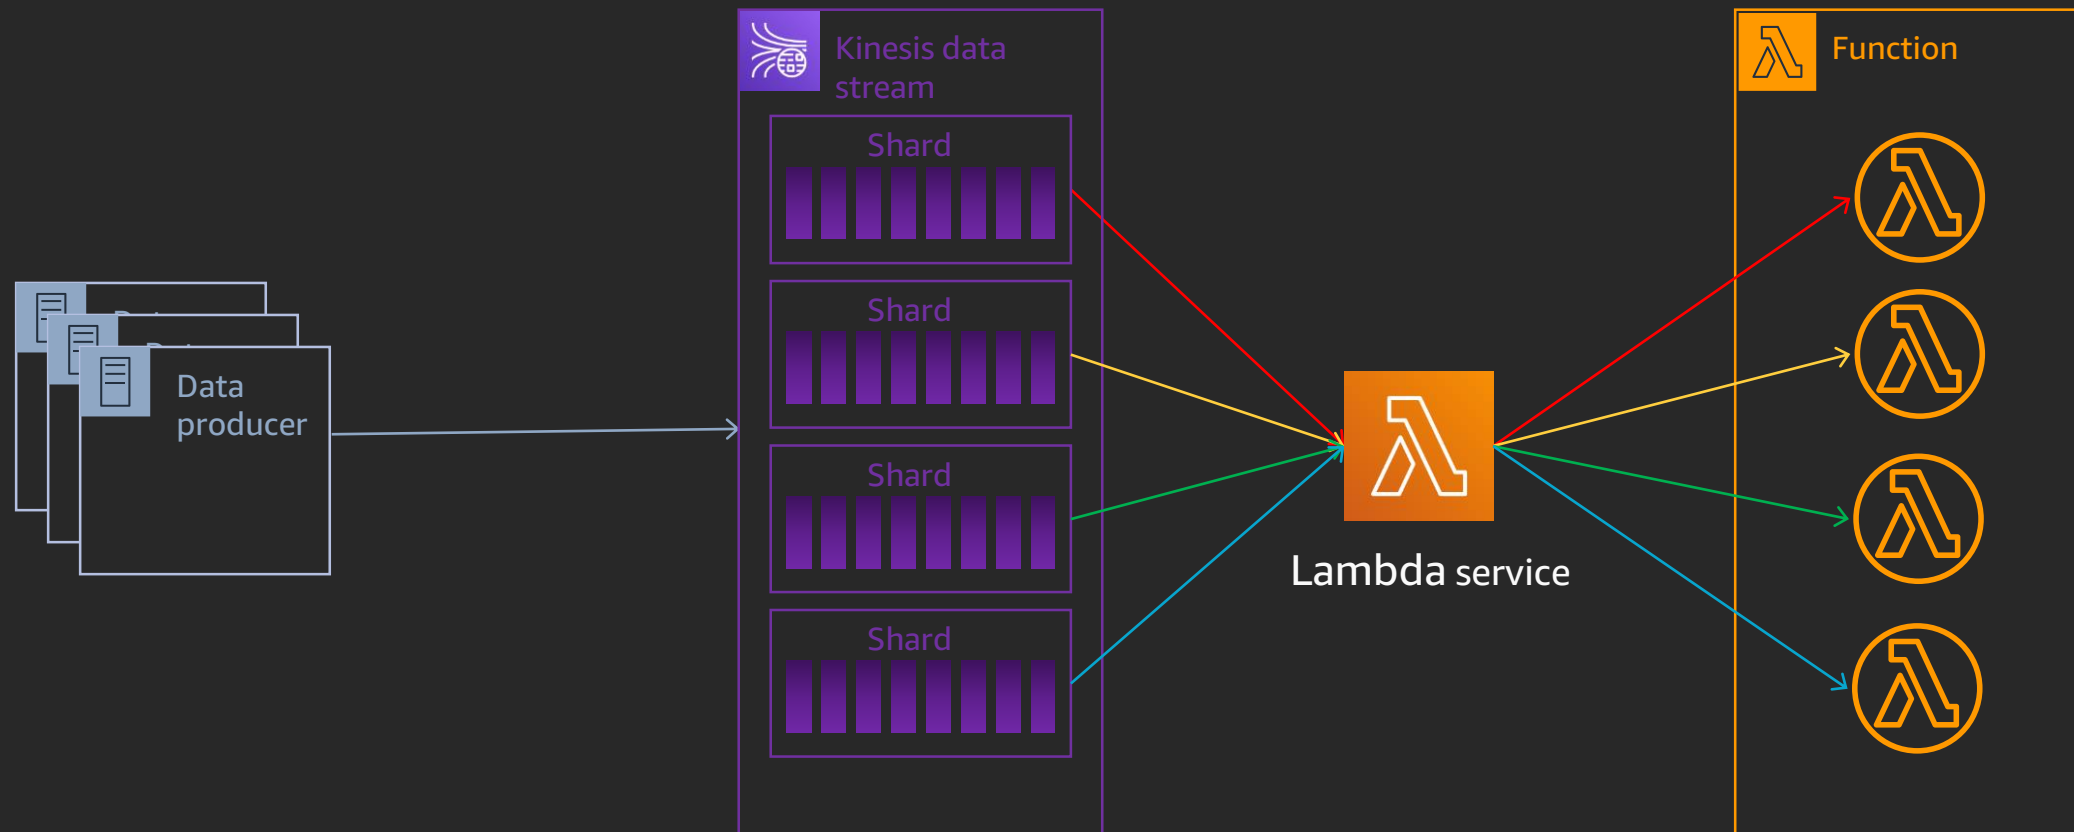 Data
producer
Kinesis data
stream
Shard
Shard
Shard
Shard
Lambda service
Function